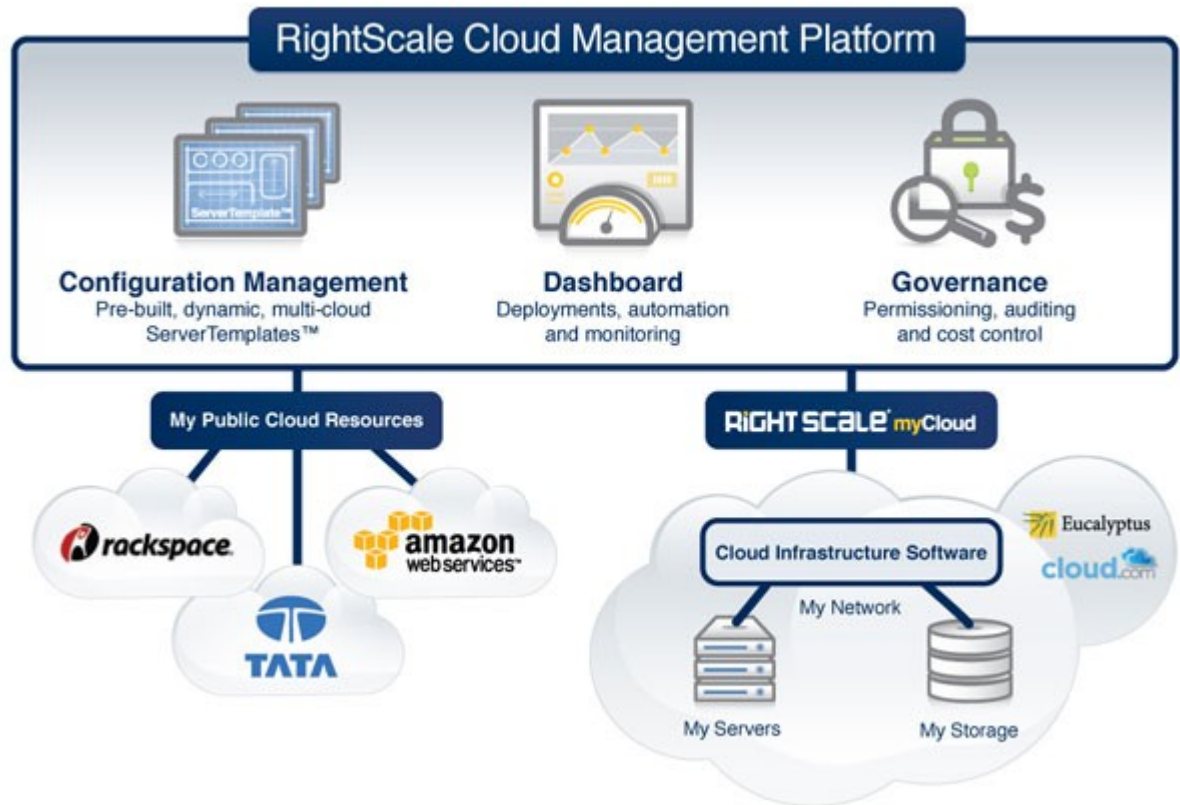 RightScale Cloud Management Platform
ServerTemplate™
Configuration Management
Pre-built, dynamic, multi-cloud
ServerTemplates™
Dashboard
Deployments, automation
and monitoring
$
Governance
Permissioning, auditing
and cost control
My Public Cloud Resources
RIGHTSCALE® myCloud
rackspace.
amazon
webservices™
TATA
Cloud Infrastructure Software
My Network
My Servers
My Storage
Eucalyptus
cloud.com